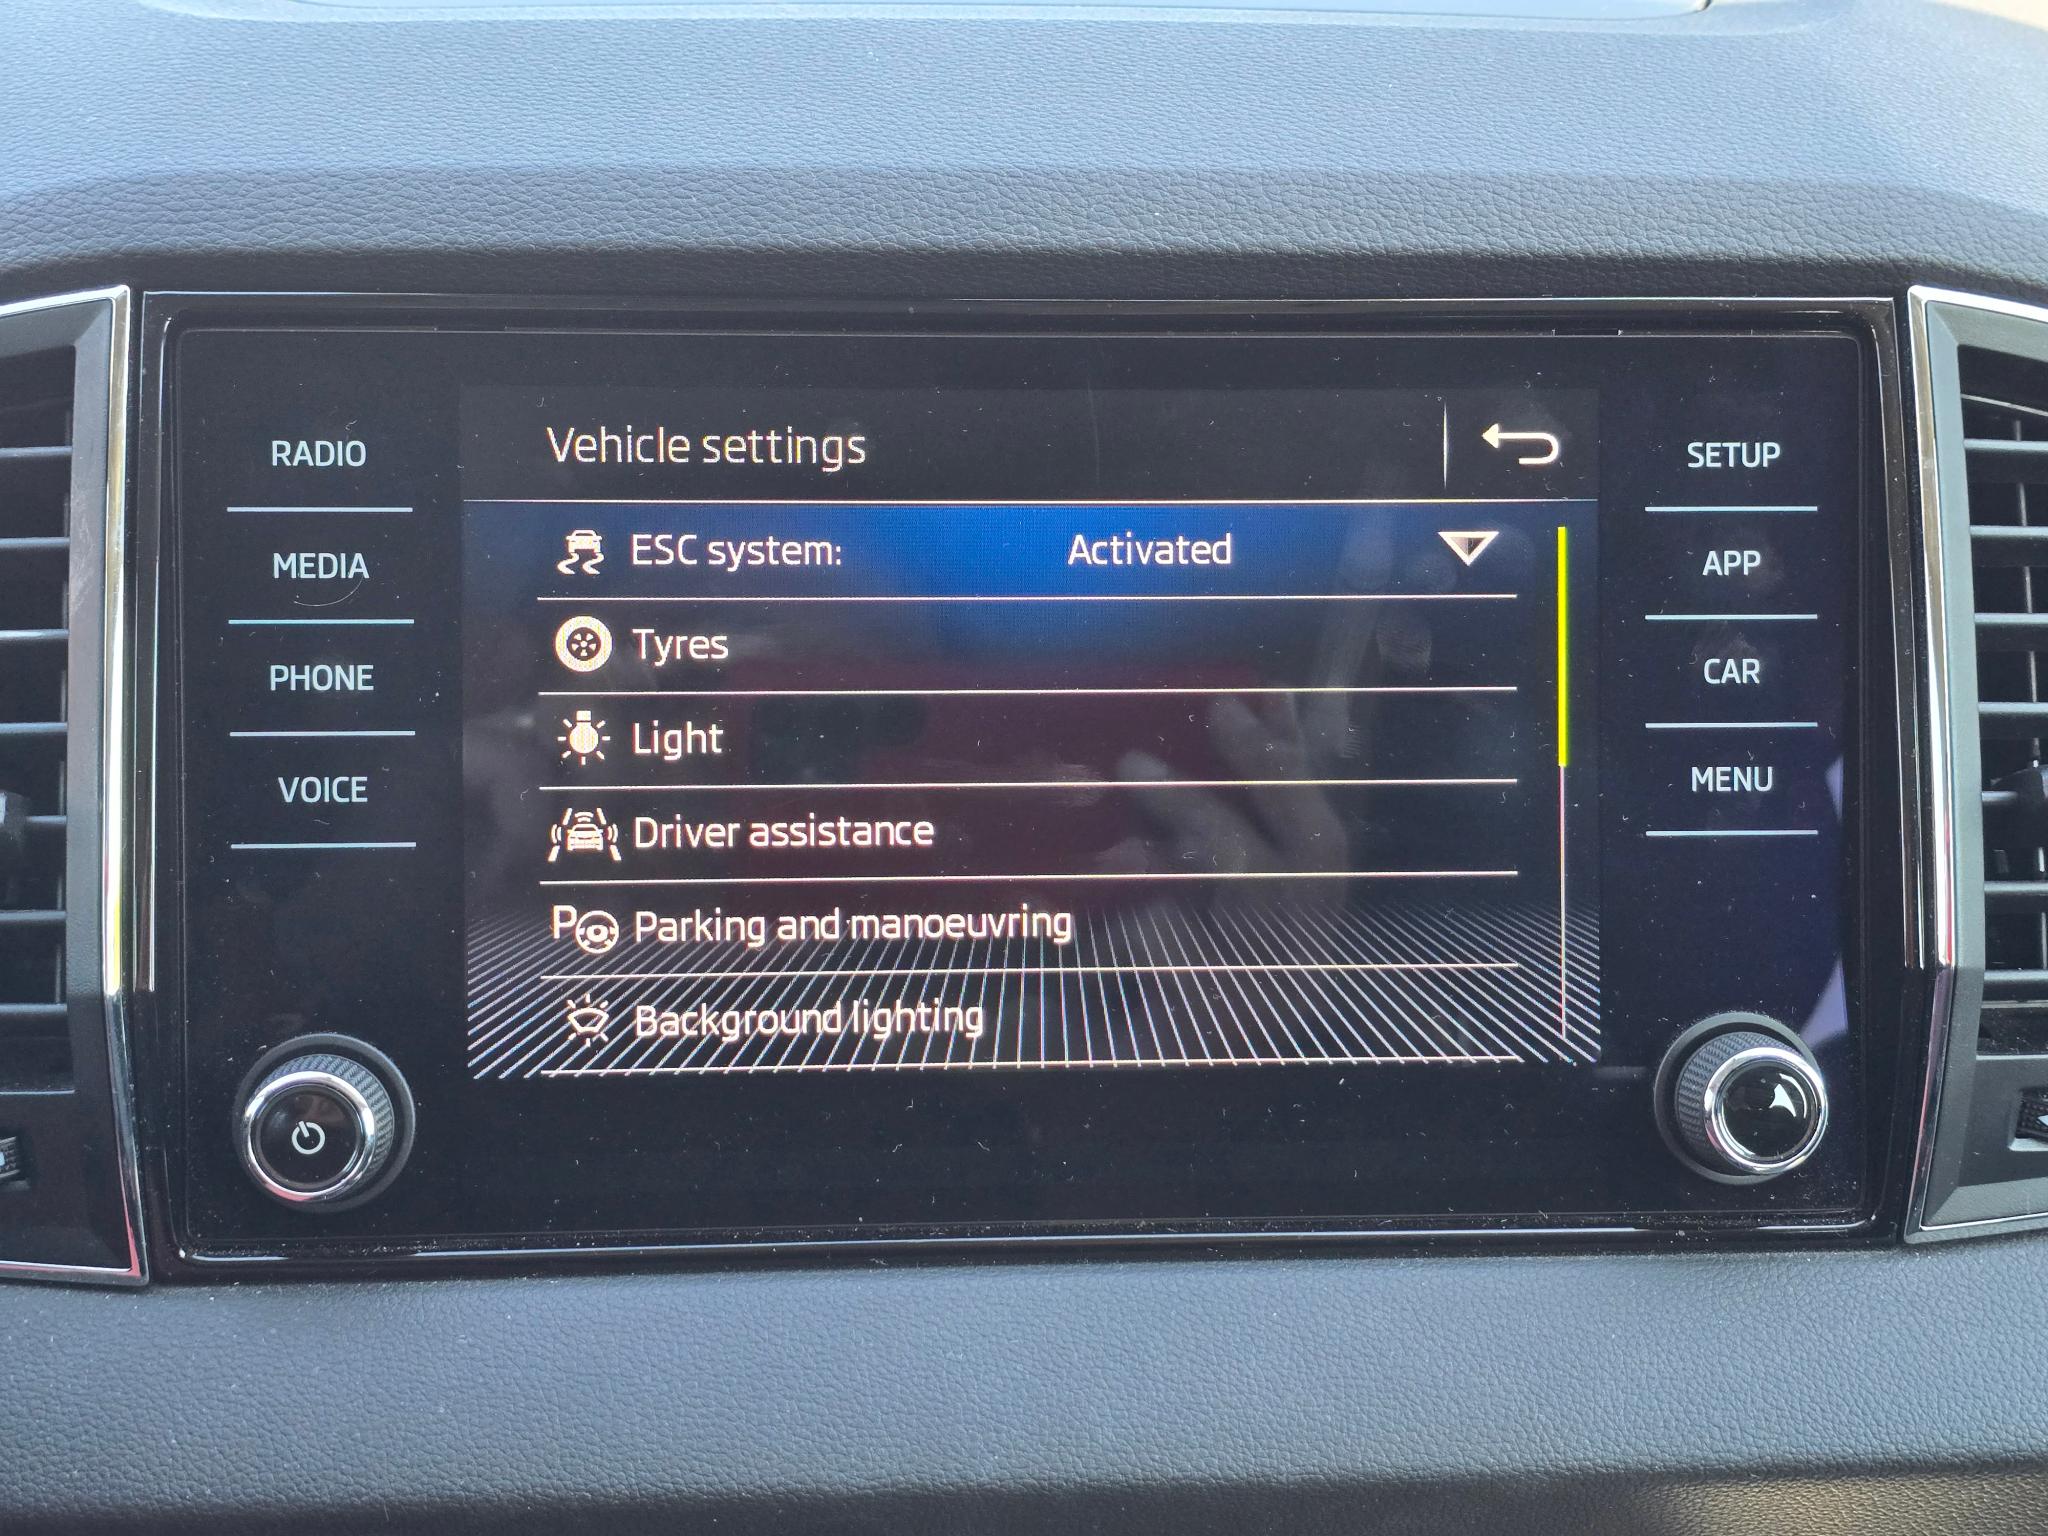 Vehicle settings
RADIO
MEDIA
PHONE
VOICE
ESC system: Activated
Tyres
Light
Driver assistance
P Parking and manoeuvring
Background lighting
SETUP
APP
CAR
MENU